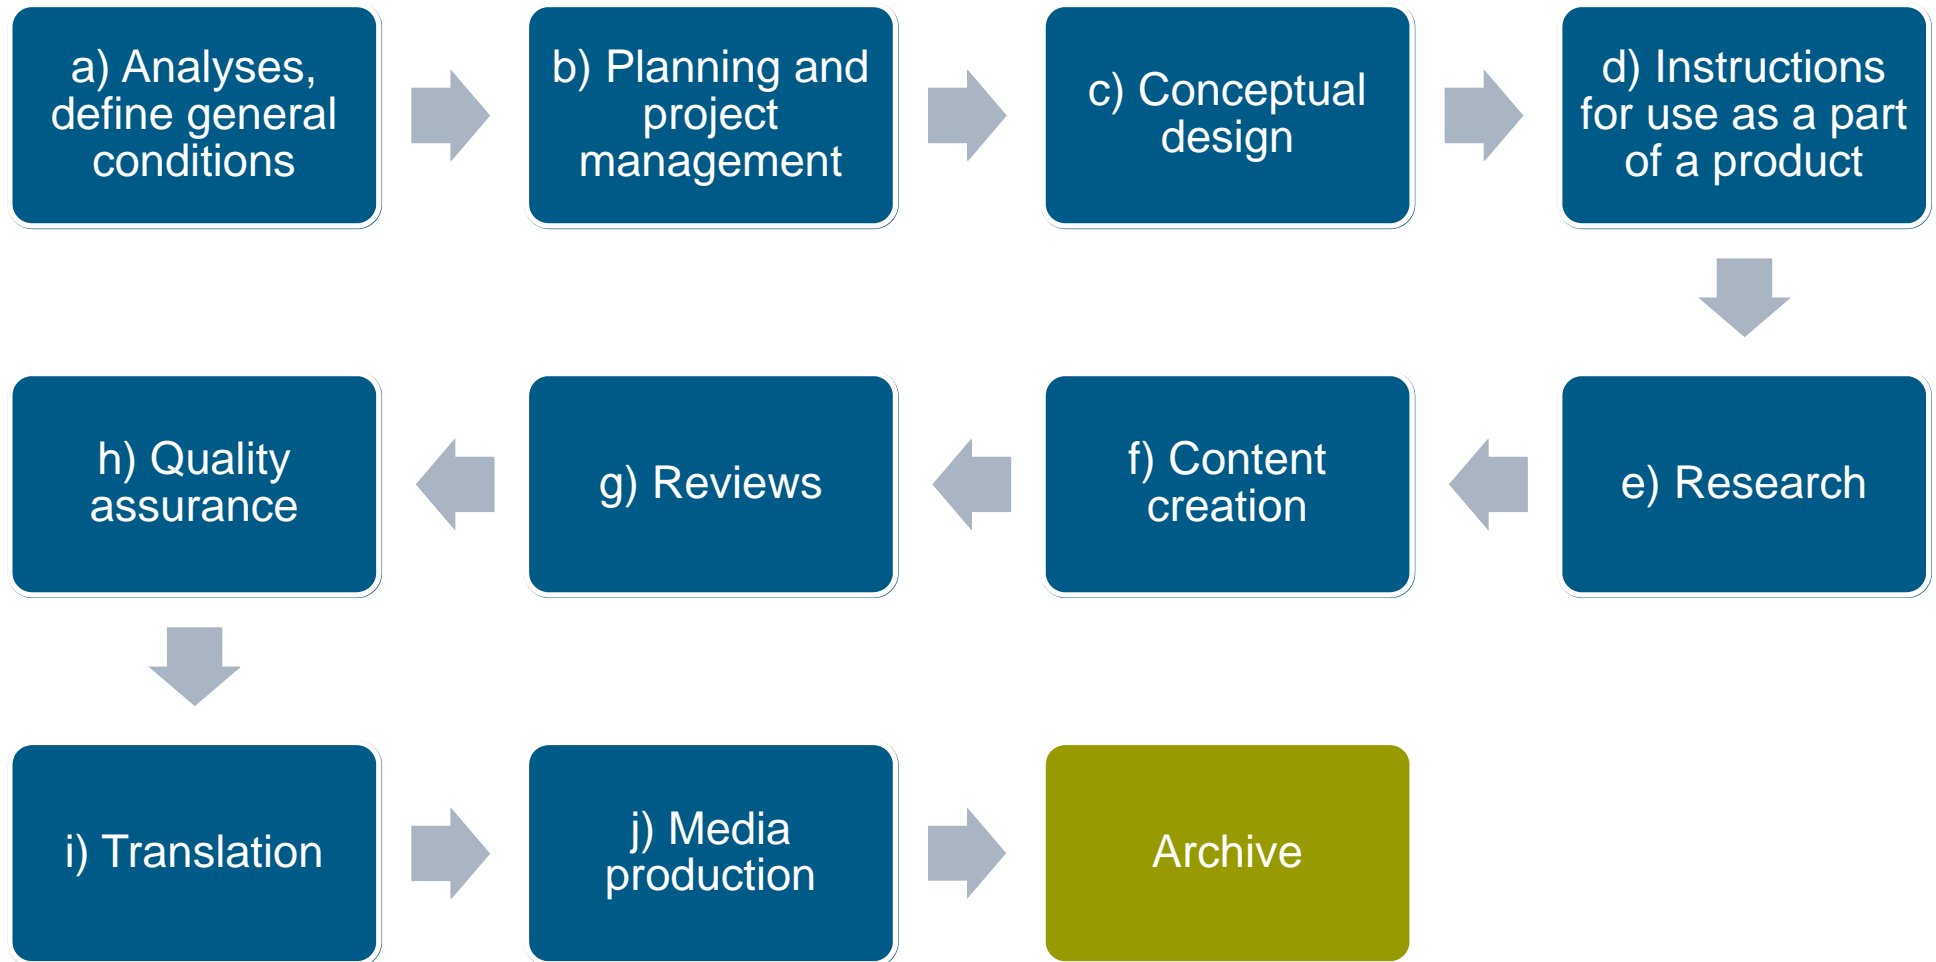 a) Analyses,
define general
conditions
b) Planning and
project
management
c) Conceptual
design
d) Instructions
for use as a part
of a product
e) Research
f) Content
creation
g) Reviews
h) Quality
assurance
i) Translation
j) Media
production
Archive